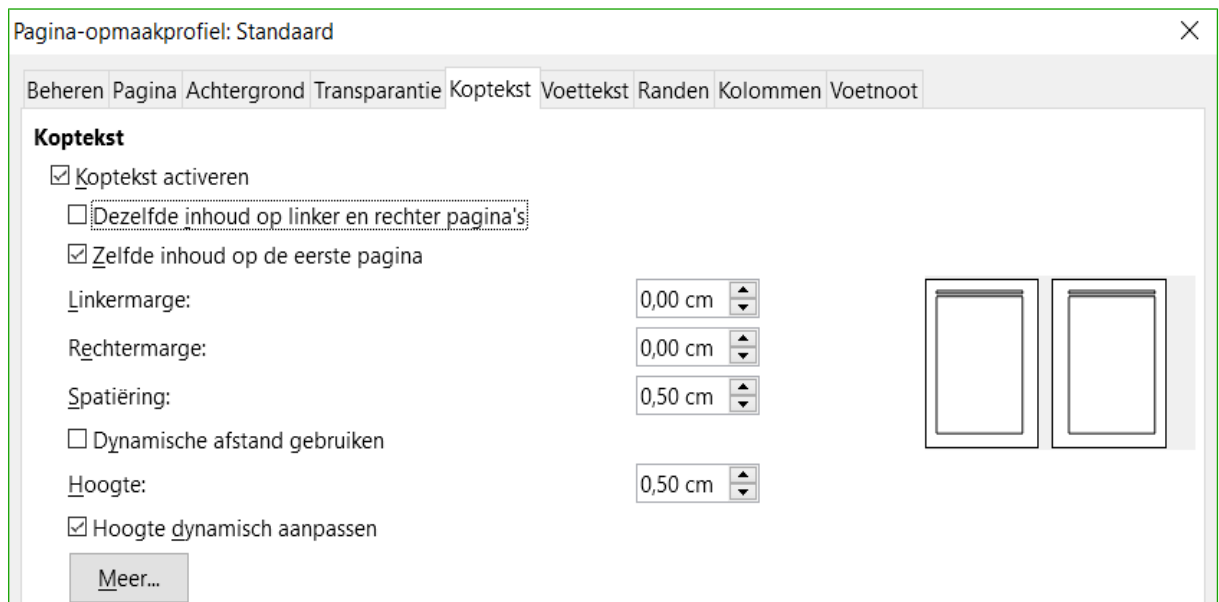 Pagina-opmaakprofiel: Standaard
Beheren Pagina Achtergrond Transparantie Koptekst Voettekst Randen Kolommen Voetnoot
Koptekst
Koptekst activeren
Dezelfde inhoud op linker en rechter pagina's
Zelfde inhoud op de eerste pagina
Linkermarge: 0,00 cm
Rechtermarge: 0,00 cm
Spatiëring: 0,50 cm
Dynamische afstand gebruiken
Hoogte: 0,50 cm
Hoogte dynamisch aanpassen
Meer...